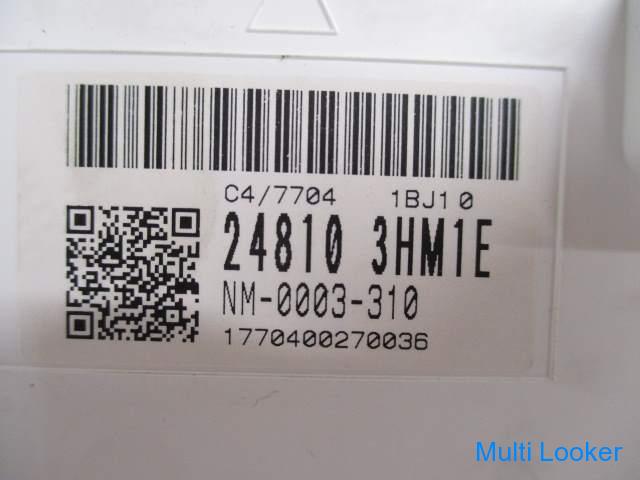 C4/7704 1BJ10
24810 3HM1E
NM-0003-310
1770400270036
Multi Looker